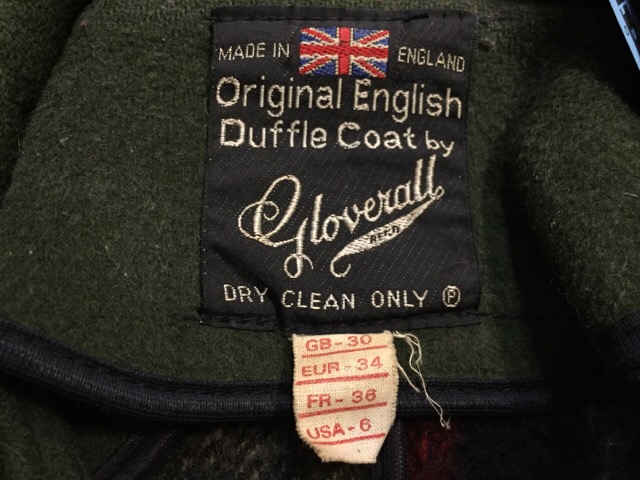 MADE IN ENGLAND
Original English
Duffle Coat by
Gloverall
REGD
DRY CLEAN ONLY Ⓟ
GB-30
EUR-34
FR-36
USA-6